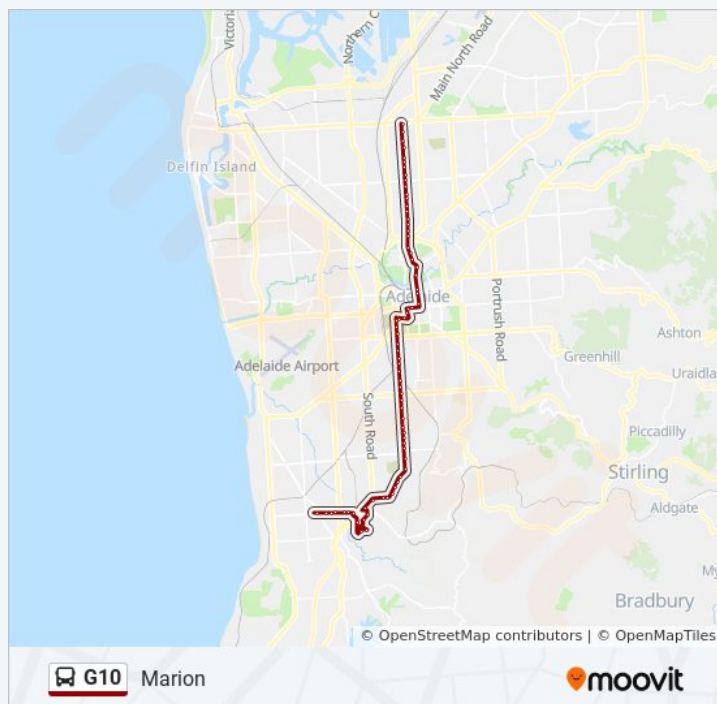 Victoria
Northern C
Main North Road
Delfin Island
Adelaide
Portrush Road
Ashton
Greenhill
Uraidla
Adelaide Airport
South Road
Piccadilly
Stirling
Aldgate
My
Bradbury
© OpenStreetMap contributors | © OpenMapTiles
G10 Marion
moovit